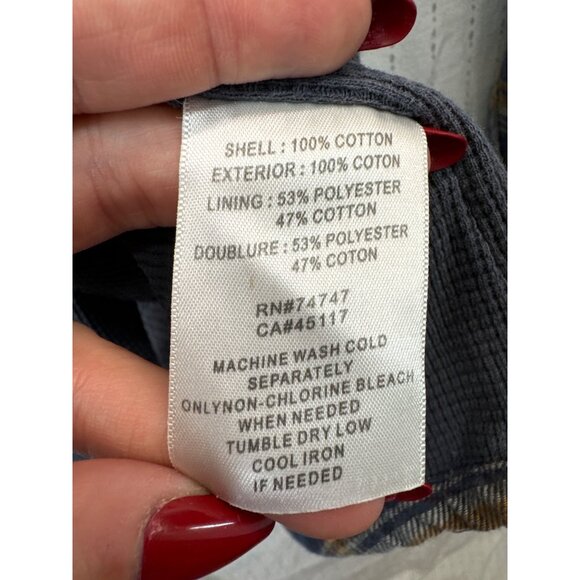 SHELL : 100% COTTON
EXTERIOR : 100% COTON
LINING : 53% POLYESTER
47% COTTON
DOUBLURE : 53% POLYESTER
47% COTON
RN#74747
CA#45117
MACHINE WASH COLD
SEPARATELY
ONLYNON-CHLORINE BLEACH
WHEN NEEDED
TUMBLE DRY LOW
COOL IRON
IF NEEDED